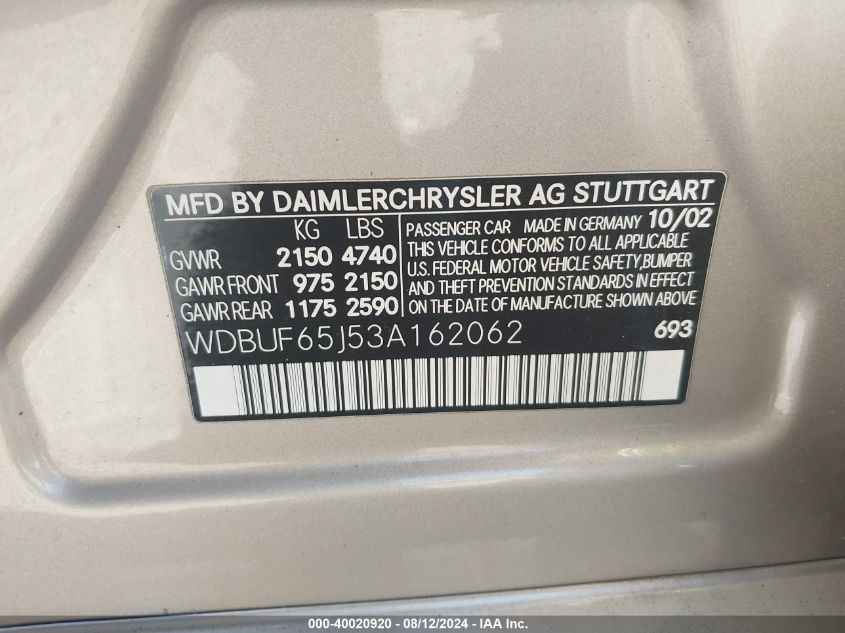 MFD BY DAIMLERCHRYSLER AG STUTTGART
KG LBS
GVWR 2150 4740
GAWR FRONT 975 2150
GAWR REAR 1175 2590
PASSENGER CAR MADE IN GERMANY 10/02
THIS VEHICLE CONFORMS TO ALL APPLICABLE
U.S. FEDERAL MOTOR VEHICLE SAFETY,BUMPER
AND THEFT PREVENTION STANDARDS IN EFFECT
ON THE DATE OF MANUFACTURE SHOWN ABOVE
WDBUF65J53A162062 693
000-40020920 - 08/12/2024 - IAA Inc.